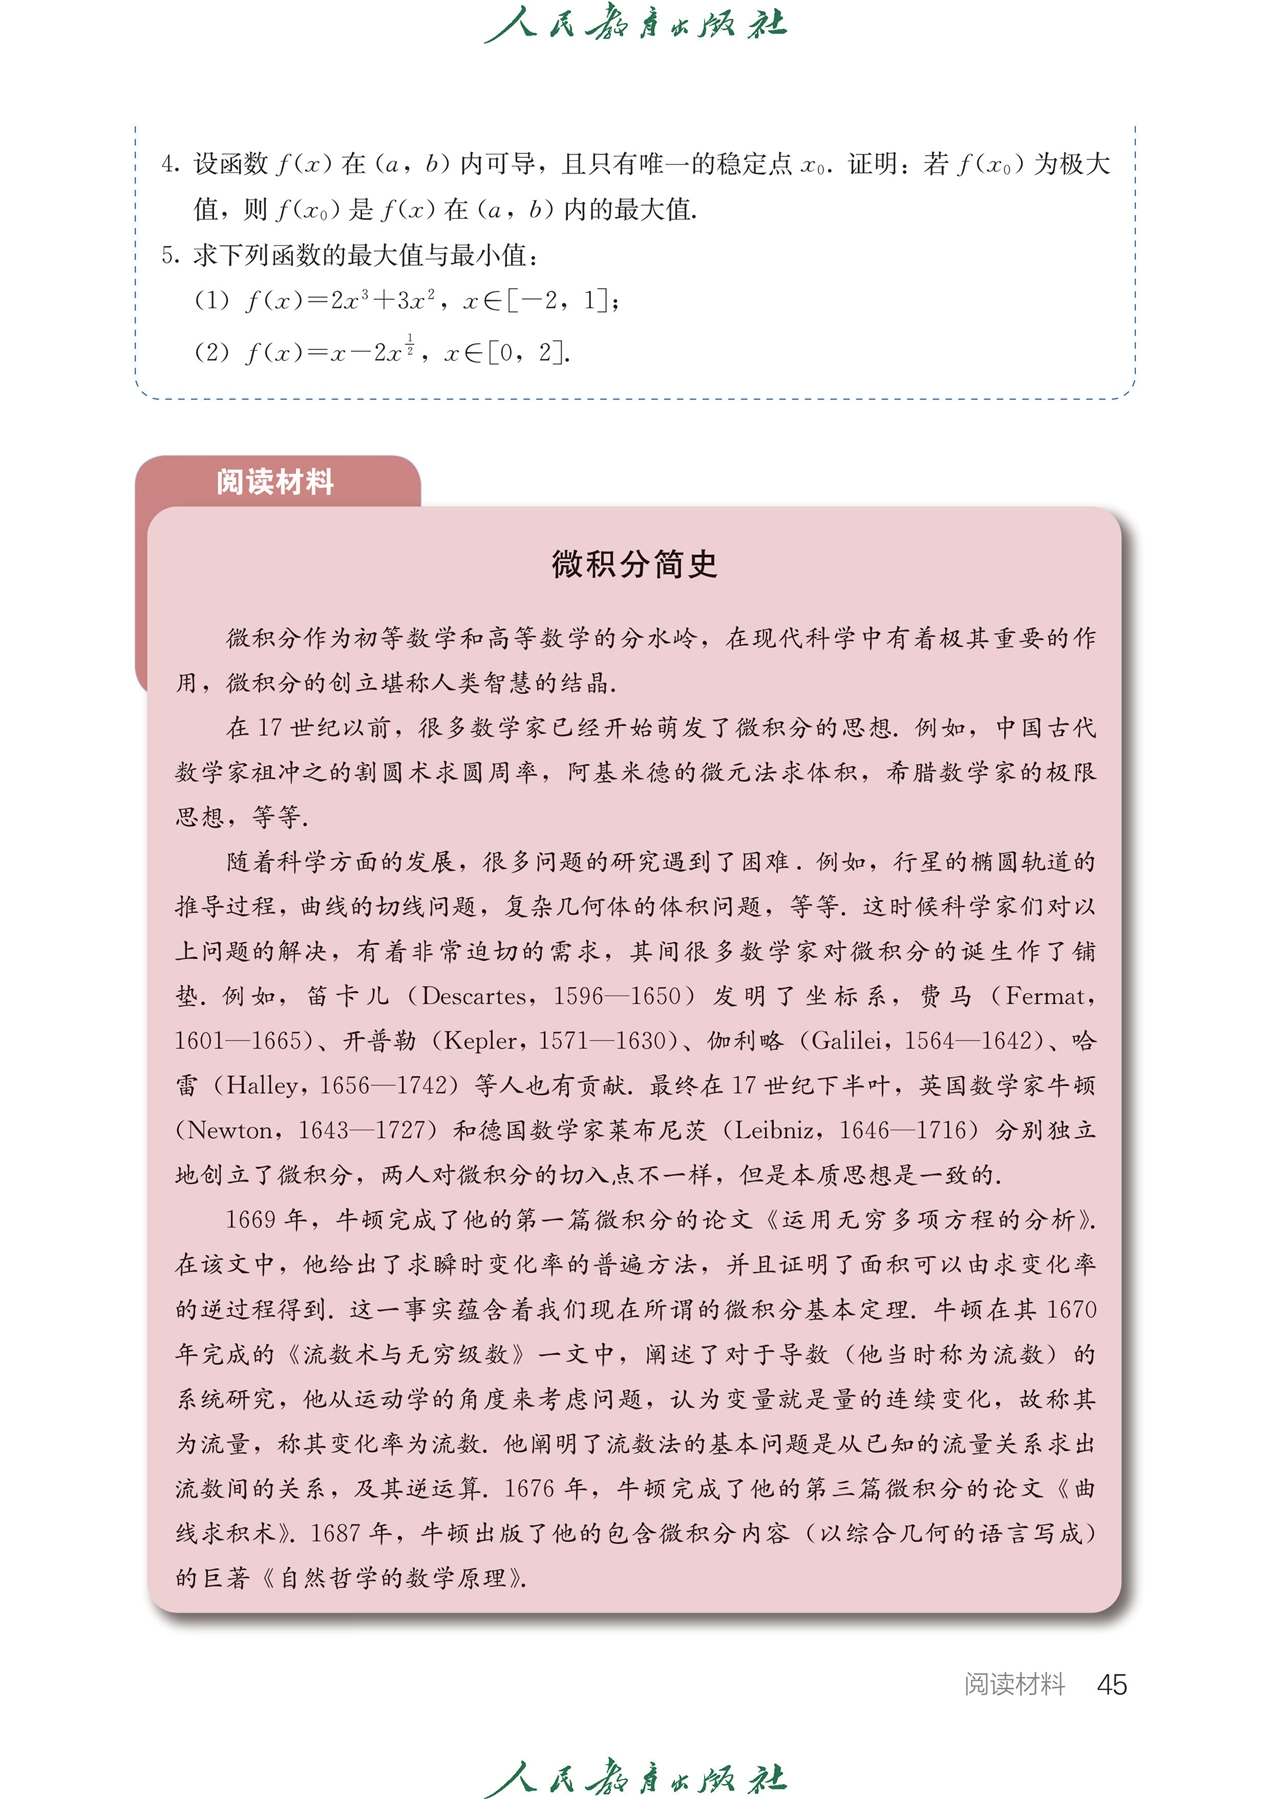 人民教育出版社
4. 设函数 f(x) 在 (a, b) 内可导，且只有唯一的稳定点 x₀. 证明：若 f(x₀) 为极大
值，则 f(x₀) 是 f(x) 在 (a, b) 内的最大值.
5. 求下列函数的最大值与最小值：
(1) f(x)=2x³+3x², x∈[−2, 1];
(2) f(x)=x−2x^{1/2}, x∈[0, 2].
阅读材料
微积分简史
微积分作为初等数学和高等数学的分水岭，在现代科学中有着极其重要的作
用，微积分的创立堪称人类智慧的结晶.
在 17 世纪以前，很多数学家已经开始萌发了微积分的思想. 例如，中国古代
数学家祖冲之的割圆术求圆周率，阿基米德的微元法求体积，希腊数学家的极限
思想，等等.
随着科学方面的发展，很多问题的研究遇到了困难. 例如，行星的椭圆轨道的
推导过程，曲线的切线问题，复杂几何体的体积问题，等等. 这时候科学家们对以
上问题的解决，有着非常迫切的需求，其间很多数学家对微积分的诞生作了铺
垫. 例如，笛卡儿（Descartes，1596—1650）发明了坐标系，费马（Fermat，
1601—1665）、开普勒（Kepler，1571—1630）、伽利略（Galilei，1564—1642）、哈
雷（Halley，1656—1742）等人也有贡献. 最终在 17 世纪下半叶，英国数学家牛顿
（Newton，1643—1727）和德国数学家莱布尼茨（Leibniz，1646—1716）分别独立
地创立了微积分，两人对微积分的切入点不一样，但是本质思想是一致的.
1669 年，牛顿完成了他的第一篇微积分的论文《运用无穷多项方程的分析》.
在该文中，他给出了求瞬时变化率的普遍方法，并且证明了面积可以由求变化率
的逆过程得到. 这一事实蕴含着我们现在所谓的微积分基本定理. 牛顿在其 1670
年完成的《流数术与无穷级数》一文中，阐述了对于导数（他当时称为流数）的
系统研究，他从运动学的角度来考虑问题，认为变量就是量的连续变化，故称其
为流量，称其变化率为流数. 他阐明了流数法的基本问题是从已知的流量关系求出
流数间的关系，及其逆运算. 1676 年，牛顿完成了他的第三篇微积分的论文《曲
线求积术》. 1687 年，牛顿出版了他的包含微积分内容（以综合几何的语言写成）
的巨著《自然哲学的数学原理》.
阅读材料 45
人民教育出版社